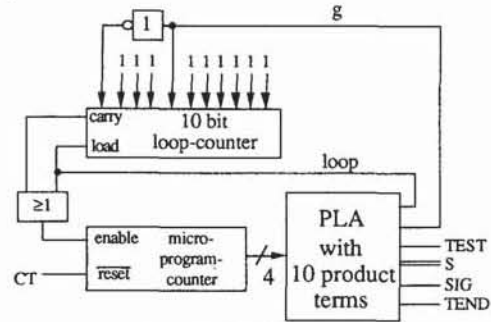 g
1
1 1 1 1 1 1 1 1
carry
10 bit
loop-counter
load
loop
≥1
enable
micro-
program-
counter
reset
CT
4
PLA
with
10 product
terms
TEST
S
SIG
TEND